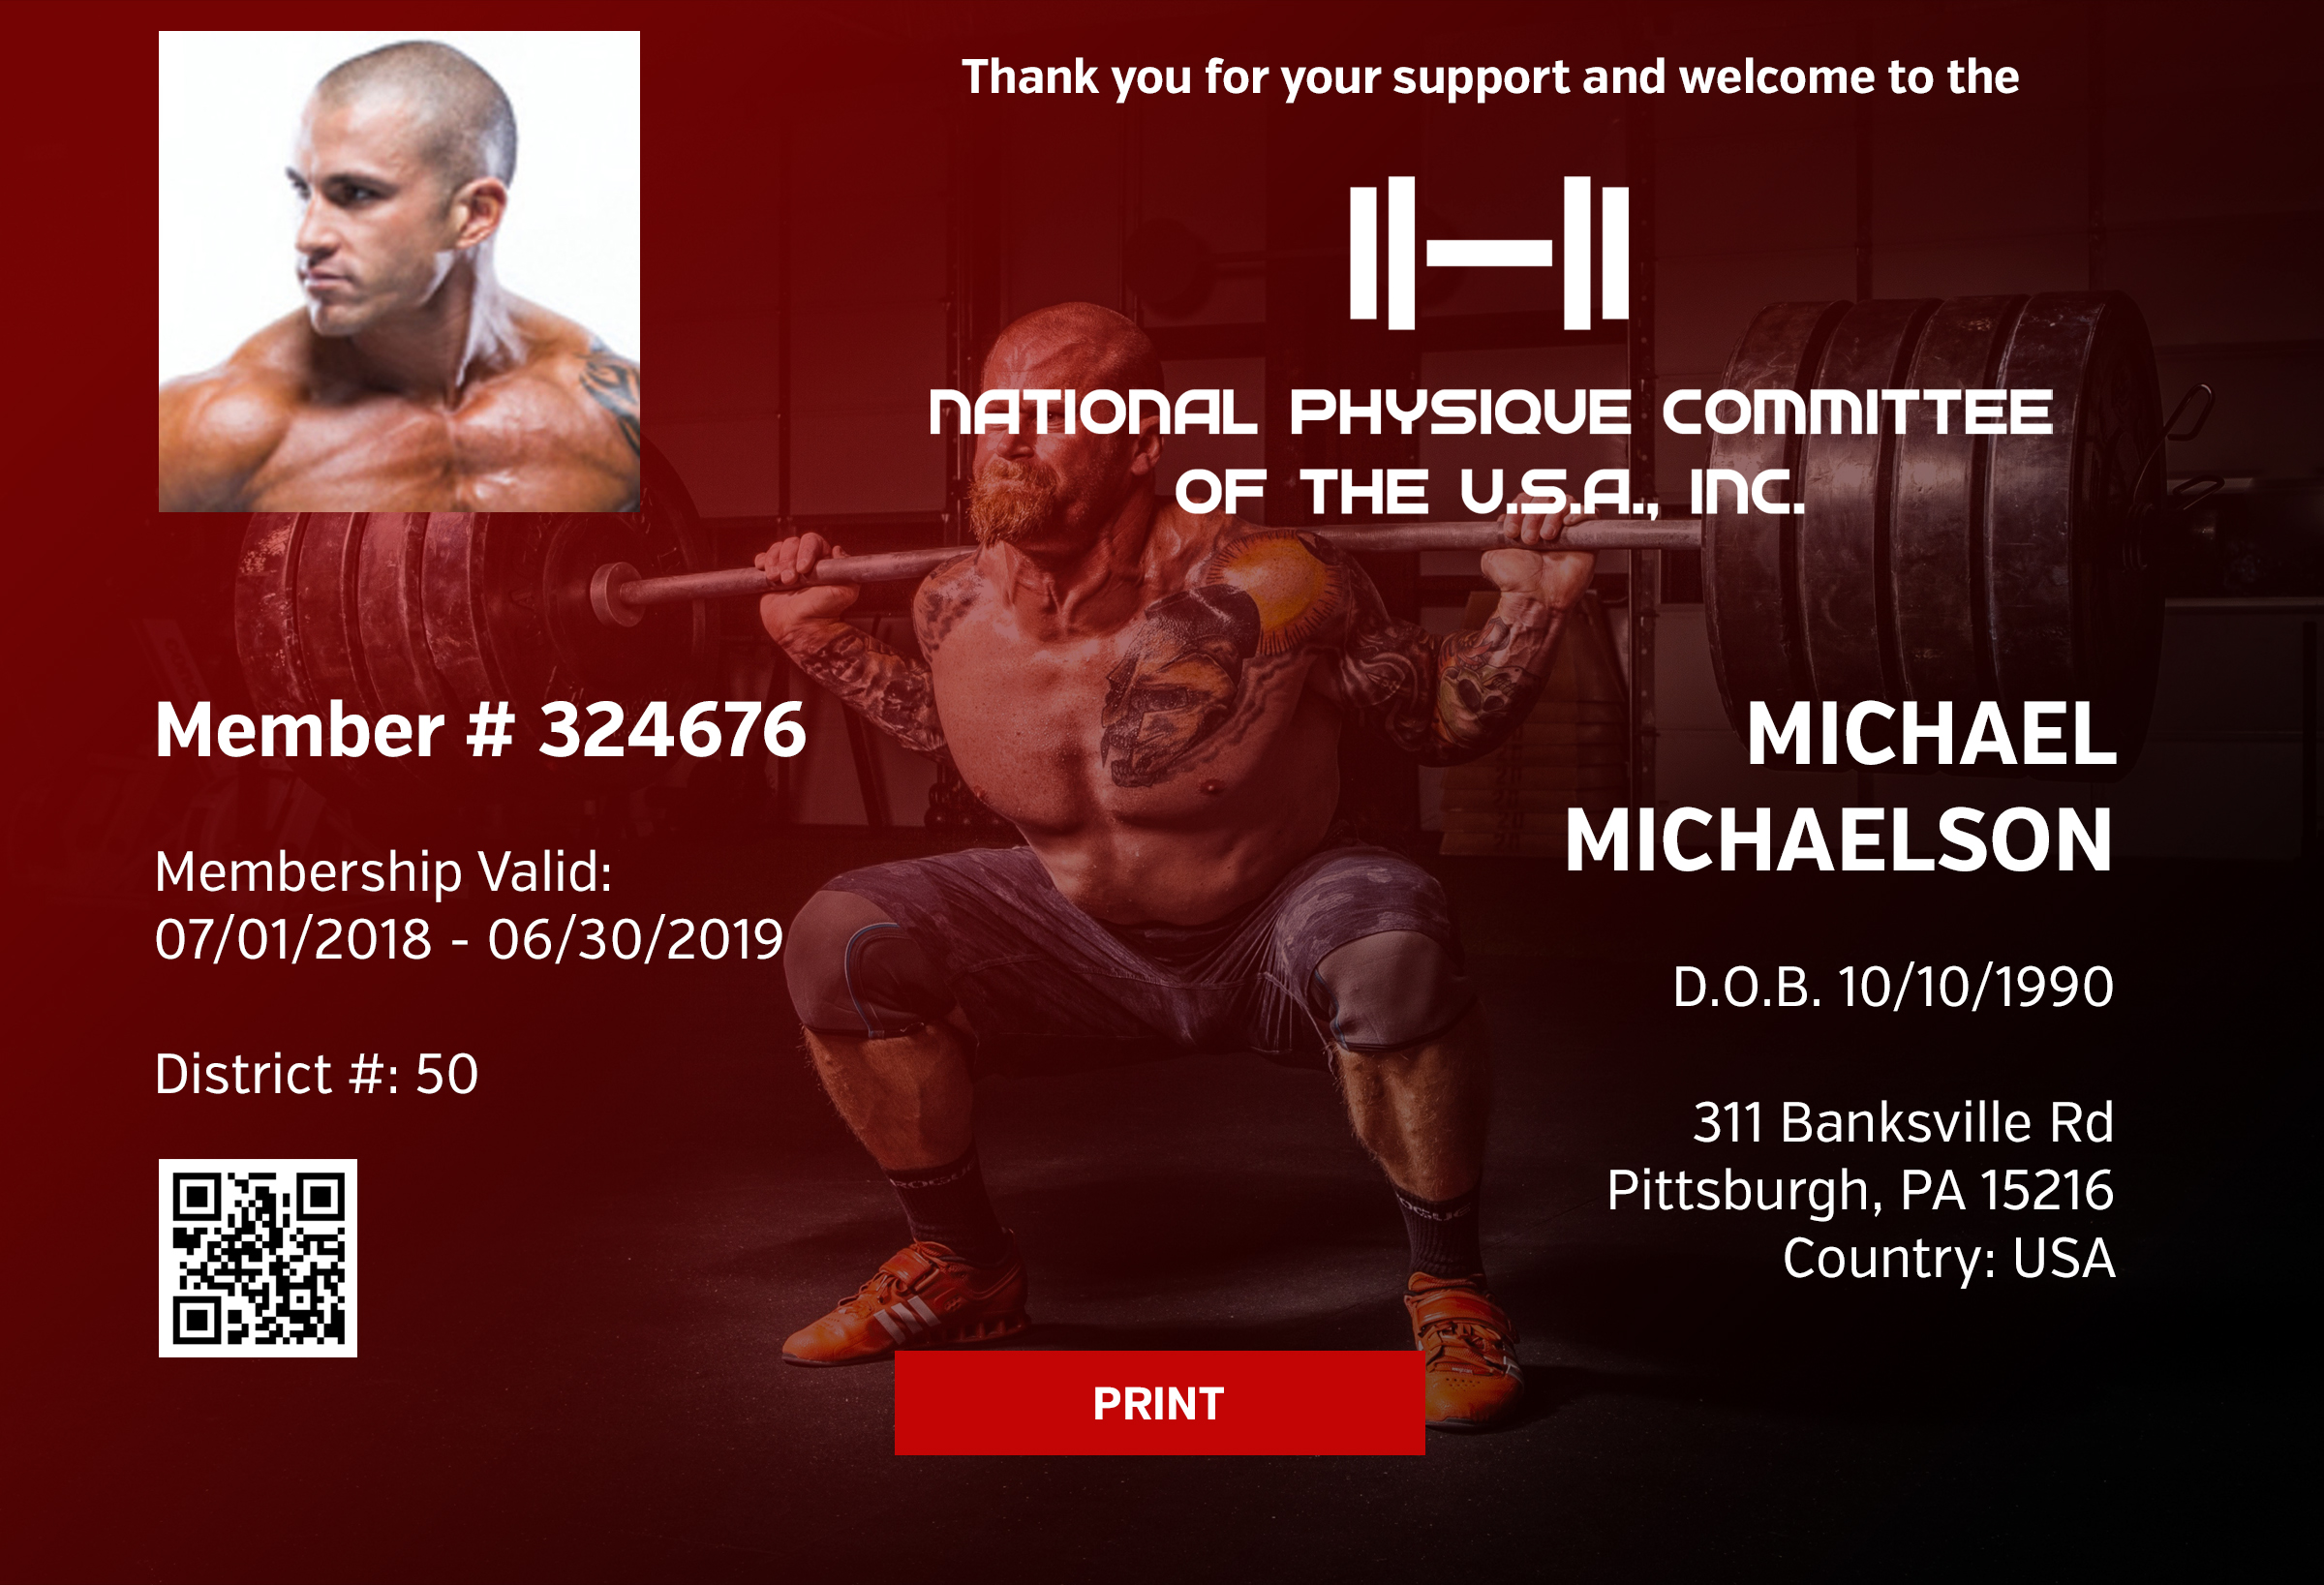 Thank you for your support and welcome to the
NATIONAL PHYSIQUE COMMITTEE
OF THE U.S.A., INC.
Member # 324676
Membership Valid:
07/01/2018 - 06/30/2019
District #: 50
MICHAEL
MICHAELSON
D.O.B. 10/10/1990
311 Banksville Rd
Pittsburgh, PA 15216
Country: USA
PRINT